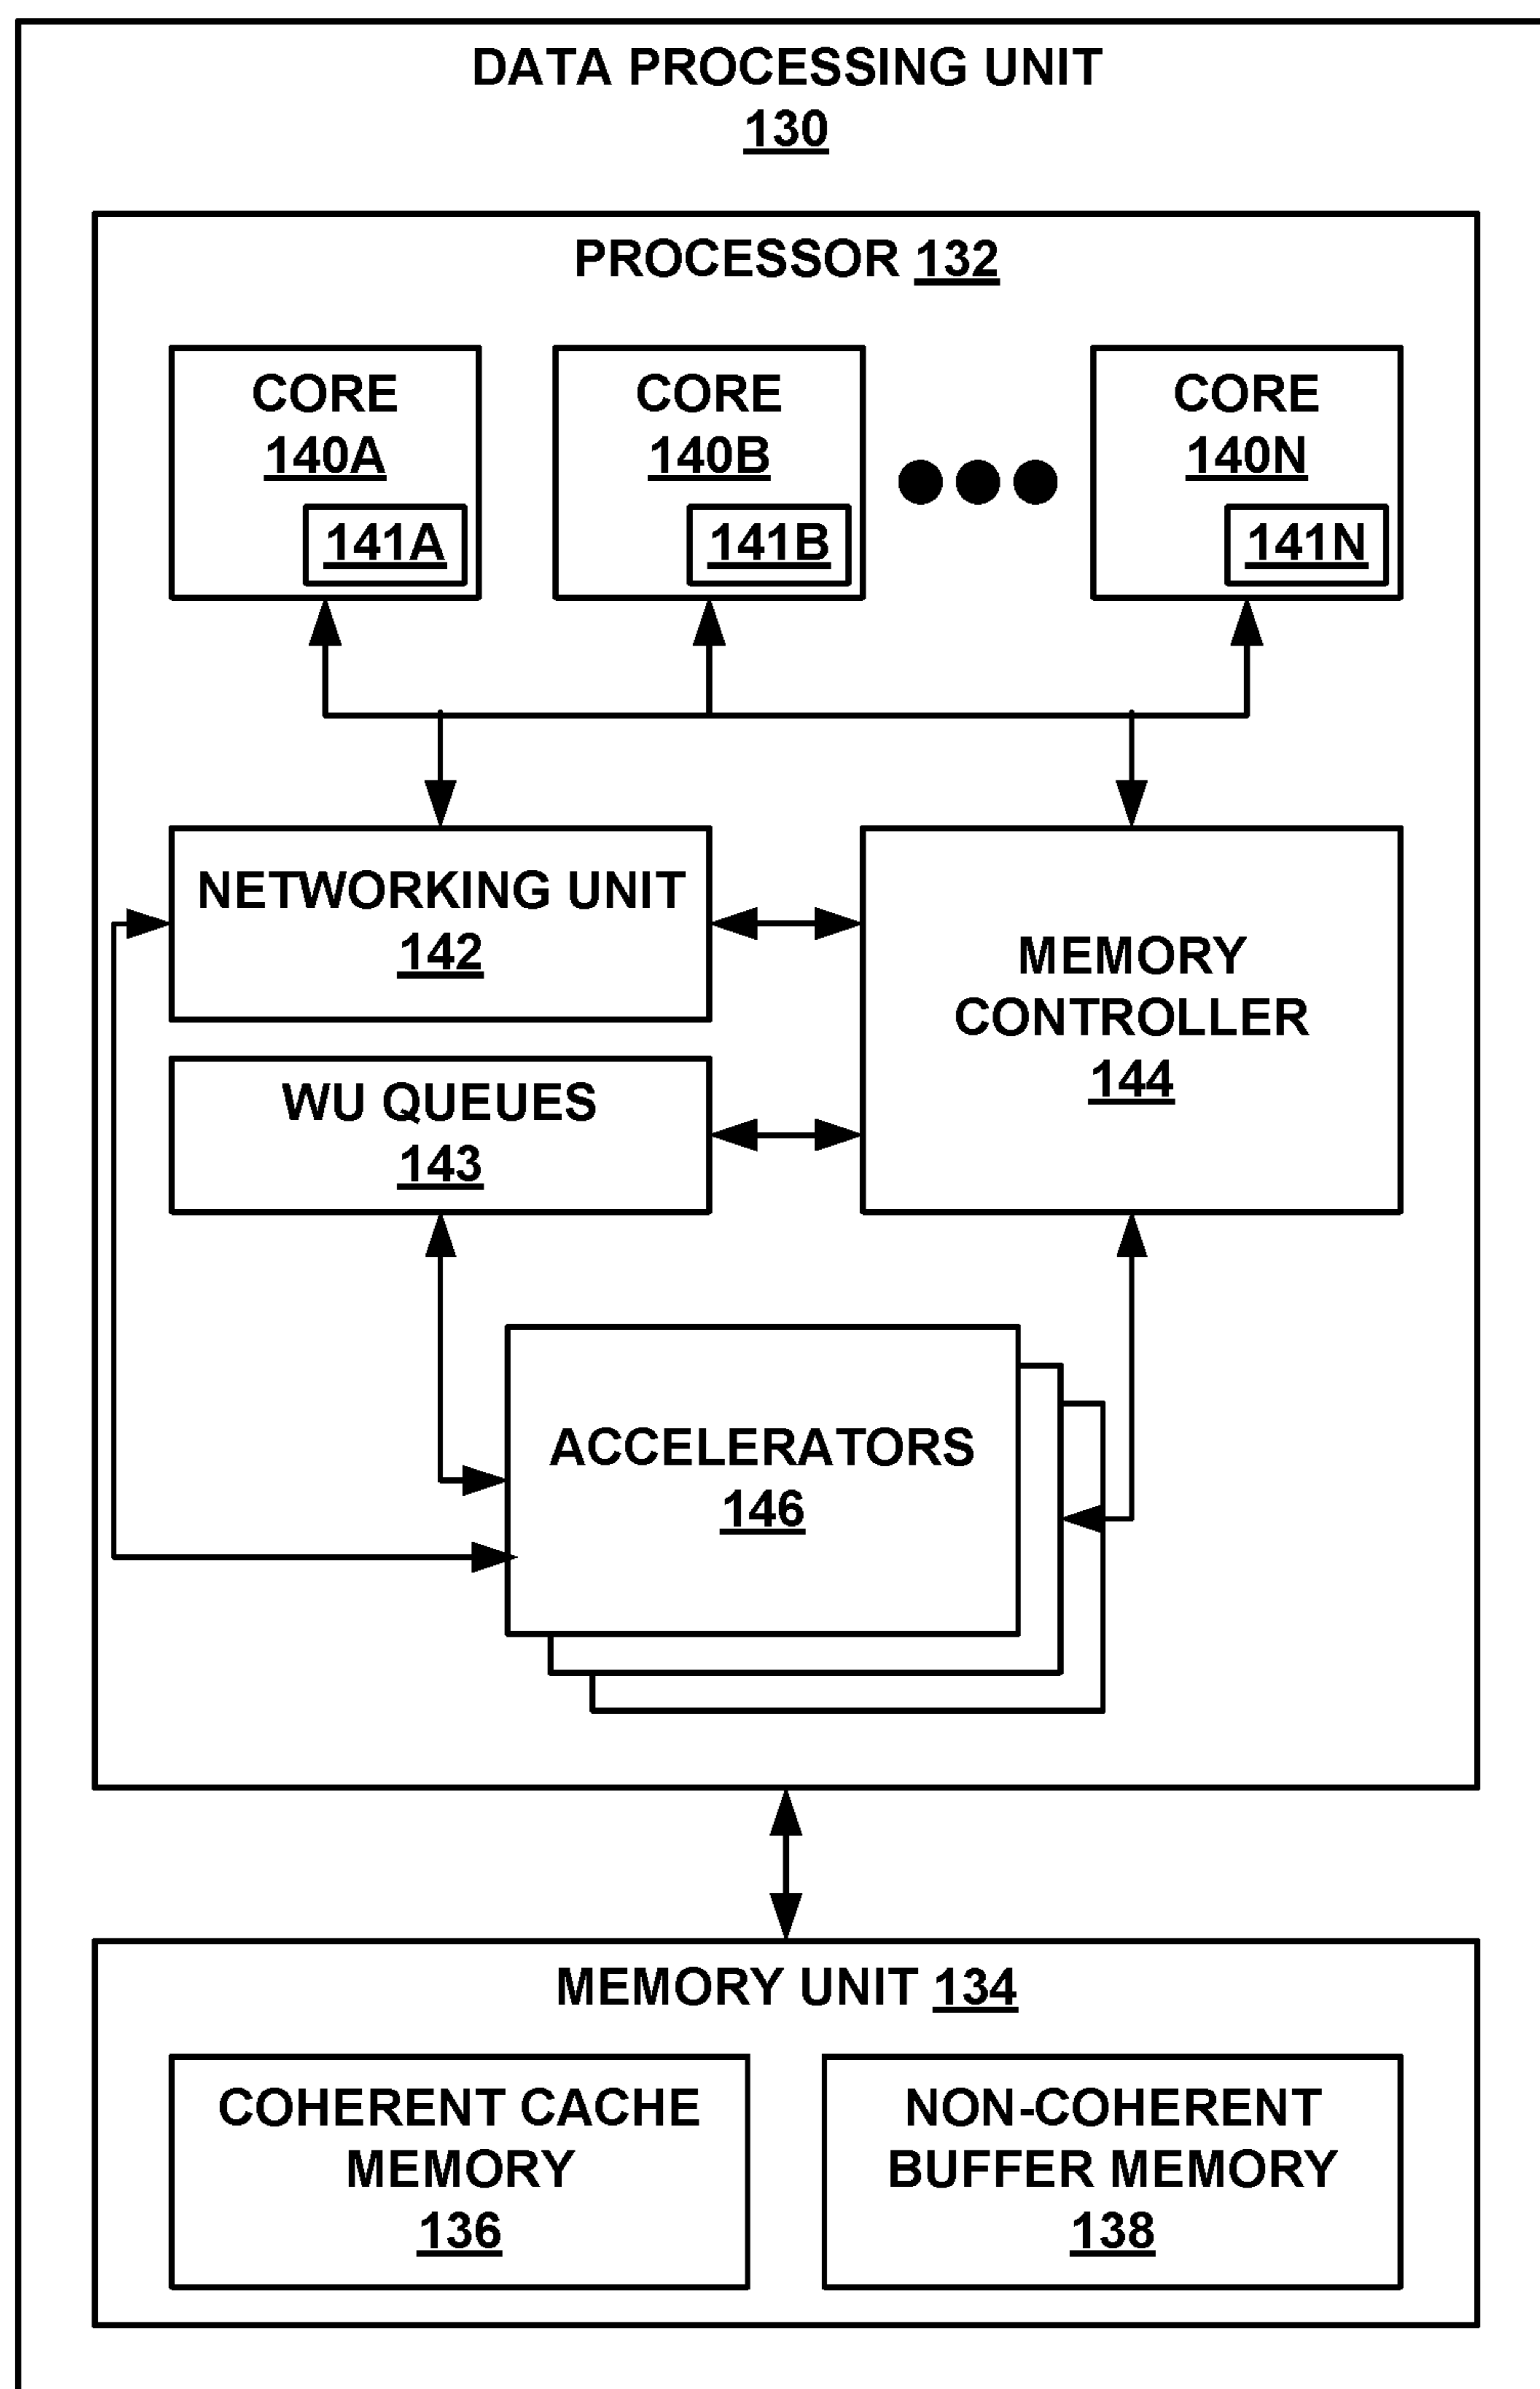 DATA PROCESSING UNIT
130
PROCESSOR 132
CORE
140A
141A
CORE
140B
141B
CORE
140N
141N
NETWORKING UNIT
142
MEMORY
CONTROLLER
144
WU QUEUES
143
ACCELERATORS
146
MEMORY UNIT 134
COHERENT CACHE
MEMORY
136
NON-COHERENT
BUFFER MEMORY
138